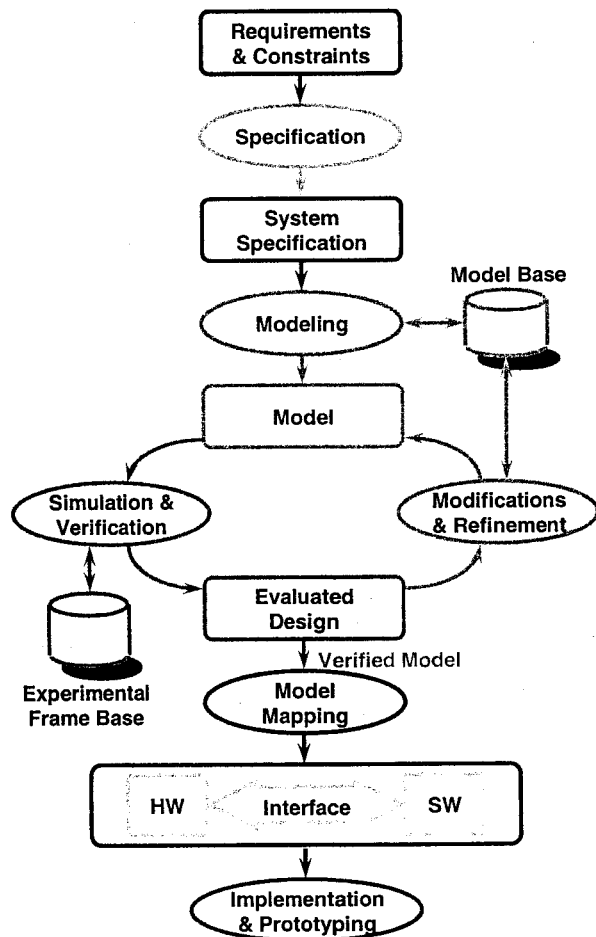 Requirements
& Constraints
Specification
System
Specification
Model Base
Modeling
Model
Simulation &
Verification
Modifications
& Refinement
Evaluated
Design
Verified Model
Experimental
Frame Base
Model
Mapping
HW
Interface
SW
Implementation
& Prototyping